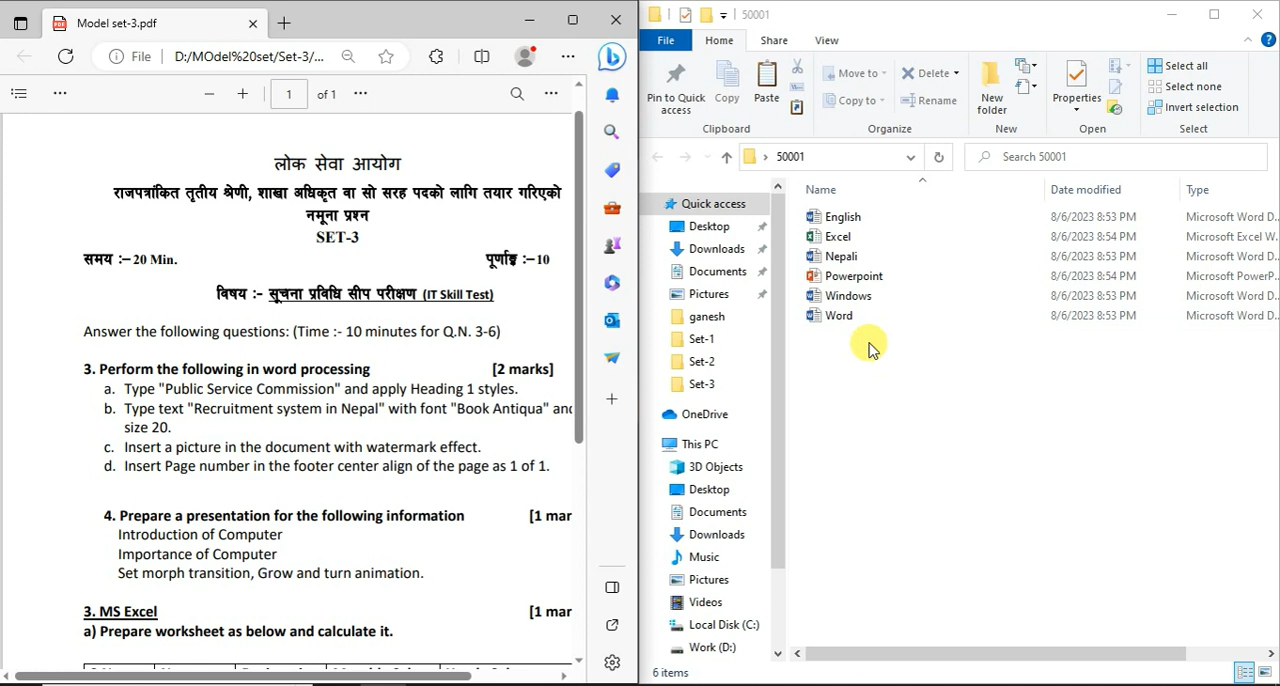 Model set-3.pdf
File D:/MOdel%20set/Set-3/...
1 of 1
लोक सेवा आयोग
राजपत्रांकित तृतीय श्रेणी, शाखा अधिकृत वा सो सरह पदको लागि तयार गरिएको
नमूना प्रश्न
SET-3
समय :– 20 Min. पूर्णाङ्क :–10
विषय :- सूचना प्रविधि सीप परीक्षण (IT Skill Test)
Answer the following questions: (Time :- 10 minutes for Q.N. 3-6)
3. Perform the following in word processing [2 marks]
a. Type "Public Service Commission" and apply Heading 1 styles.
b. Type text "Recruitment system in Nepal" with font "Book Antiqua" and
size 20.
c. Insert a picture in the document with watermark effect.
d. Insert Page number in the footer center align of the page as 1 of 1.
4. Prepare a presentation for the following information [1 mar
Introduction of Computer
Importance of Computer
Set morph transition, Grow and turn animation.
3. MS Excel [1 mar
a) Prepare worksheet as below and calculate it.
50001
File Home Share View
Pin to Quick access
Copy
Paste
Move to
Copy to
Delete
Rename
New folder
Properties
Select all
Select none
Invert selection
Clipboard Organize New Open Select
50001
Search 50001
Quick access
Desktop
Downloads
Documents
Pictures
ganesh
Set-1
Set-2
Set-3
OneDrive
This PC
3D Objects
Desktop
Documents
Downloads
Music
Pictures
Videos
Local Disk (C:)
Work (D:)
Name Date modified Type
English 8/6/2023 8:53 PM Microsoft Word D...
Excel 8/6/2023 8:54 PM Microsoft Excel W...
Nepali 8/6/2023 8:53 PM Microsoft Word D...
Powerpoint 8/6/2023 8:54 PM Microsoft PowerP...
Windows 8/6/2023 8:53 PM Microsoft Word D...
Word 8/6/2023 8:53 PM Microsoft Word D...
6 items